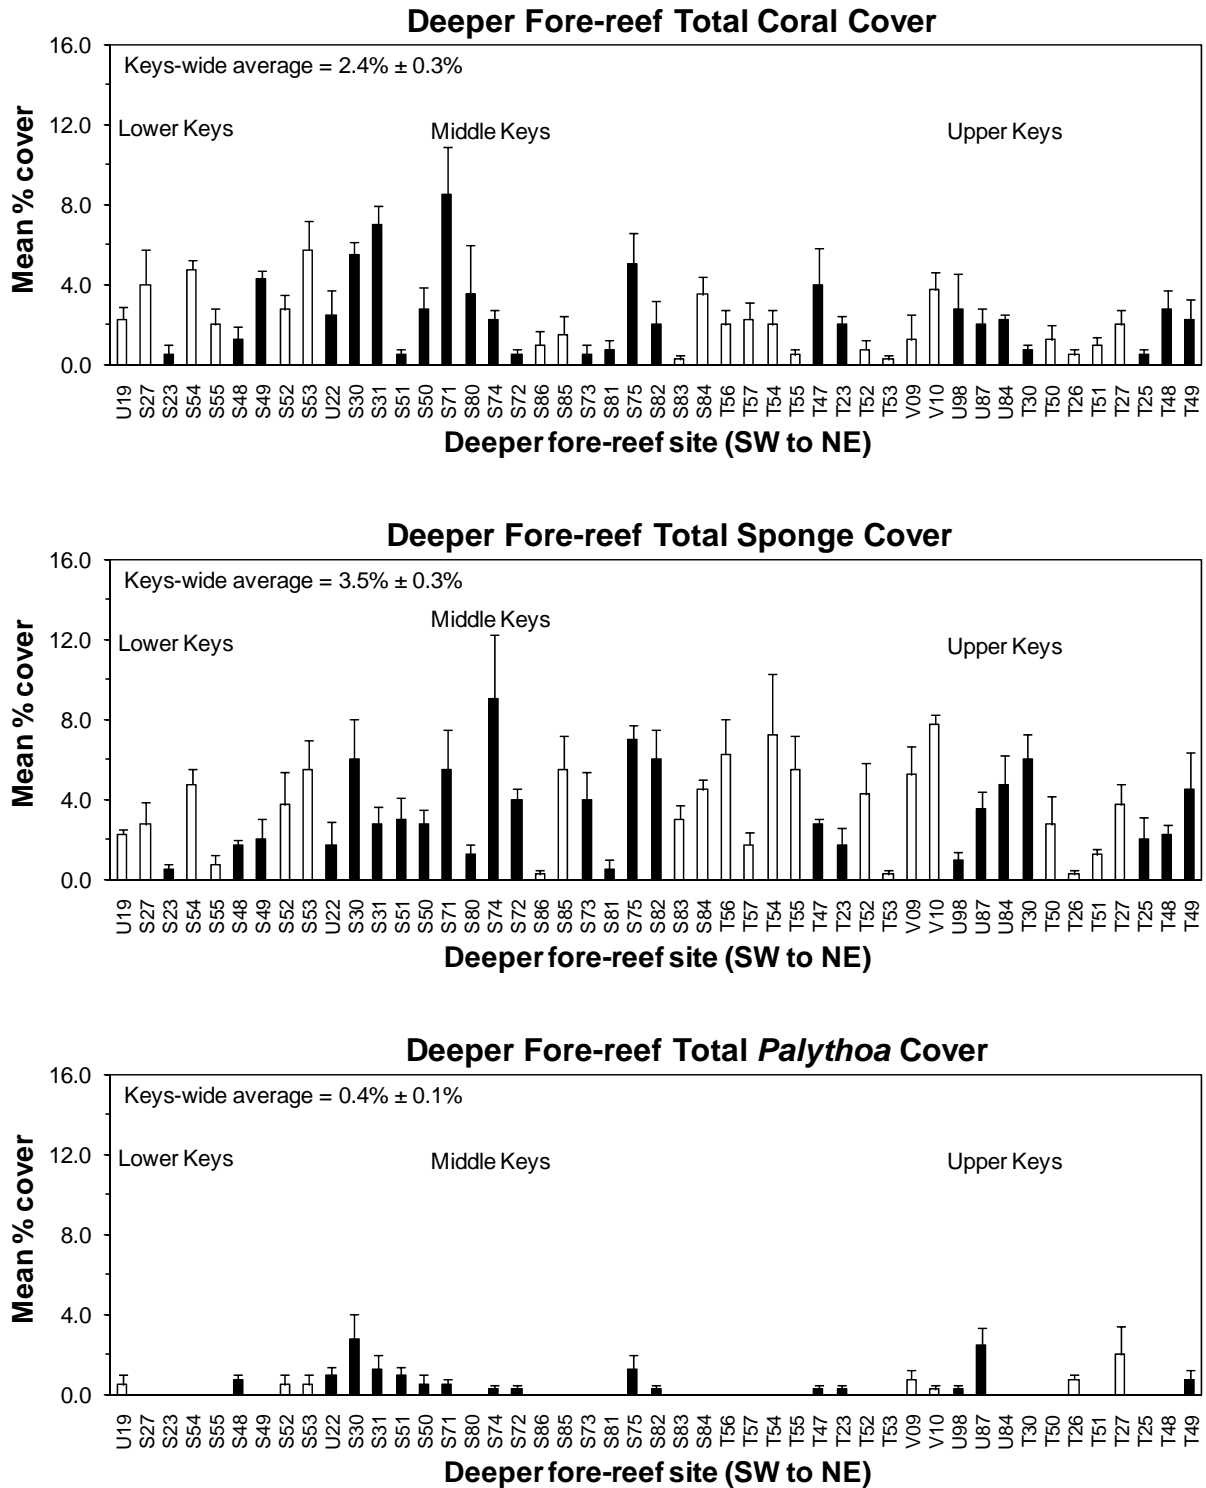 Deeper Fore-reef Total Coral Cover
16.0
Keys-wide average = 2.4% ± 0.3%
12.0
Lower Keys
Middle Keys
Upper Keys
8.0
4.0
0.0
Mean % cover
U19 S27 S23 S54 S55 S48 S49 S52 S53 U22 S30 S31 S51 S50 S71 S80 S74 S72 S86 S85 S73 S81 S75 S82 S83 S84 T56 T57 T54 T55 T47 T23 T52 T53 V09 V10 U98 U87 U84 T30 T50 T26 T51 T27 T25 T48 T49
Deeper fore-reef site (SW to NE)
Deeper Fore-reef Total Sponge Cover
16.0
Keys-wide average = 3.5% ± 0.3%
Middle Keys
12.0
Lower Keys
Upper Keys
8.0
4.0
0.0
Mean % cover
U19 S27 S23 S54 S55 S48 S49 S52 S53 U22 S30 S31 S51 S50 S71 S80 S74 S72 S86 S85 S73 S81 S75 S82 S83 S84 T56 T57 T54 T55 T47 T23 T52 T53 V09 V10 U98 U87 U84 T30 T50 T26 T51 T27 T25 T48 T49
Deeper fore-reef site (SW to NE)
Deeper Fore-reef Total Palythoa Cover
16.0
Keys-wide average = 0.4% ± 0.1%
12.0
Lower Keys
Middle Keys
Upper Keys
8.0
4.0
0.0
Mean % cover
U19 S27 S23 S54 S55 S48 S49 S52 S53 U22 S30 S31 S51 S50 S71 S80 S74 S72 S86 S85 S73 S81 S75 S82 S83 S84 T56 T57 T54 T55 T47 T23 T52 T53 V09 V10 U98 U87 U84 T30 T50 T26 T51 T27 T25 T48 T49
Deeper fore-reef site (SW to NE)